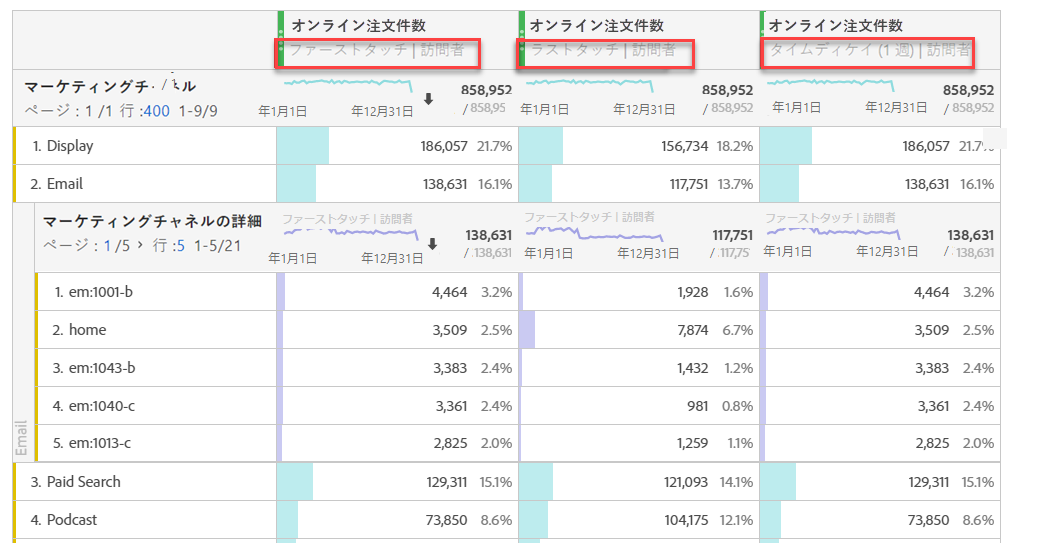 オンライン注文件数 オンライン注文件数 オンライン注文件数
ファーストタッチ | 訪問者 ラストタッチ | 訪問者 タイムディケイ (1 週) | 訪問者
マーケティングチ 858,952 858,952 858,952
ページ : 1 /1 行 :400 1-9/9 年1月1日 年12月31日 / 858,95 年1月1日 年12月31日 / 858,952 年1月1日 年12月31日 / 858,952
1. Display 186,057 21.7% 156,734 18.2% 186,057 21.7%
2. Email 138,631 16.1% 117,751 13.7% 138,631 16.1%
ファーストタッチ | 訪問者 ファーストタッチ | 訪問者 ファーストタッチ | 訪問者
マーケティングチャネルの詳細 138,631 117,751 138,631
ページ : 1 /5 › 行 :5 1-5/21 年1月1日 年12月31日 / 138,631 年1月1日 年12月31日 / 117,75 年1月1日 年12月31日 / 138,631
1. em:1001-b 4,464 3.2% 1,928 1.6% 4,464 3.2%
2. home 3,509 2.5% 7,874 6.7% 3,509 2.5%
3. em:1043-b 3,383 2.4% 1,432 1.2% 3,383 2.4%
4. em:1040-c 3,361 2.4% 981 0.8% 3,361 2.4%
5. em:1013-c 2,825 2.0% 1,259 1.1% 2,825 2.0%
Email
3. Paid Search 129,311 15.1% 121,093 14.1% 129,311 15.1%
4. Podcast 73,850 8.6% 104,175 12.1% 73,850 8.6%